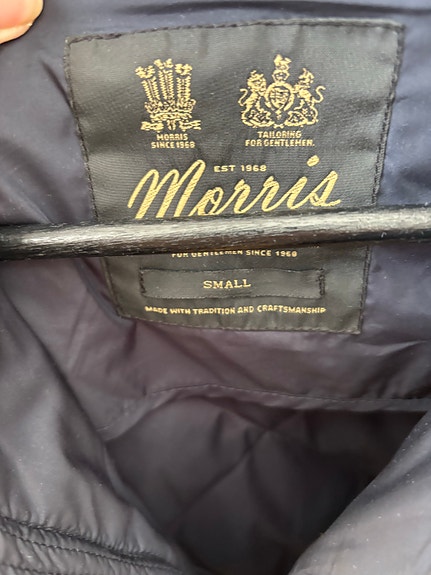 MORRIS
SINCE 1968
TAILORING
FOR GENTLEMEN.
EST 1968
Morris
FOR GENTLEMEN SINCE 1968
SMALL
MADE WITH TRADITION AND CRAFTSMANSHIP